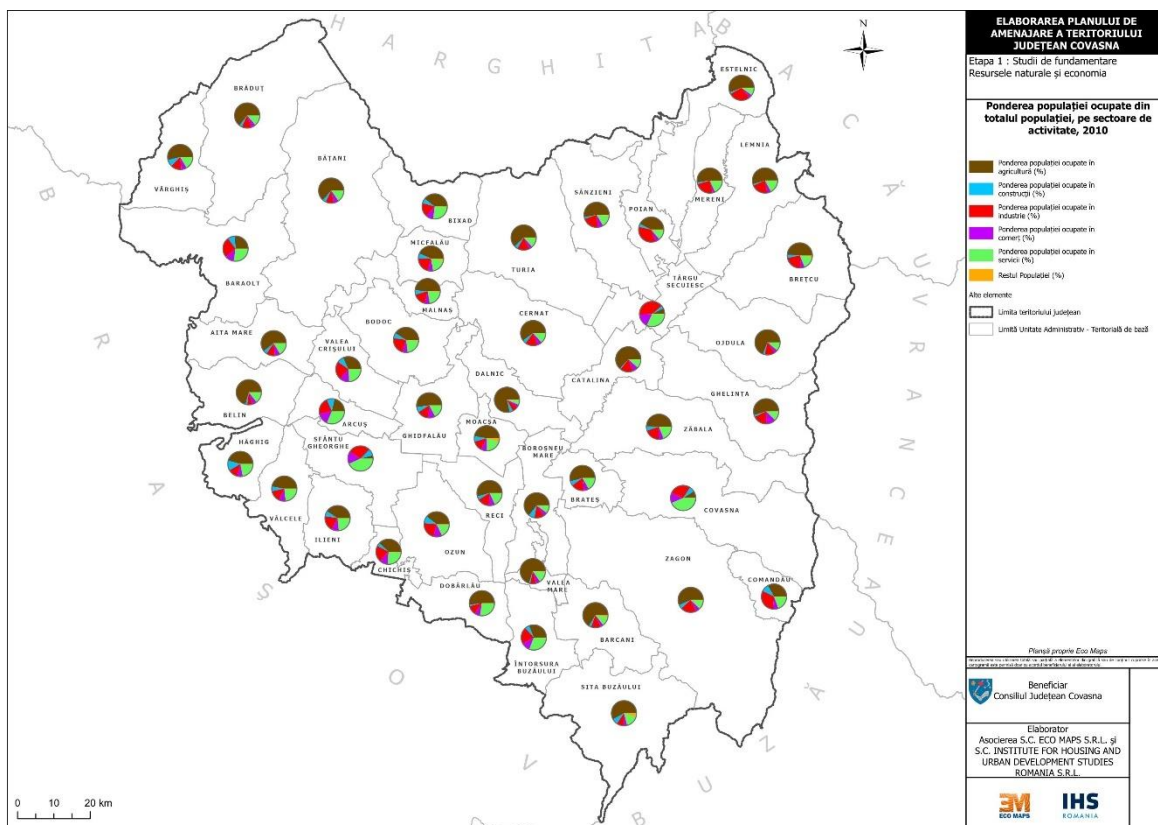 HARGHITA
BACĂU
VRANCEA
BUZĂU
BRAȘOV
N
ESTELNIC
BRĂDUȚ
LEMNIA
BĂȚANI
VÂRGHIȘ
SÂNZIENI
MERENI
POIAN
BIXAD
MICFALĂU
TURIA
TÂRGU
SECUIESC
BREȚCU
BARAOLT
MALNAȘ
CERNAT
BODOC
AITA MARE
VALEA
CRIȘULUI
OJDULA
DALNIC
CATALINA
GHELINȚA
BELIN
ARCUȘ
GHIDFALĂU
MOACȘA
ZĂBALA
SFÂNTU
GHEORGHE
BOROSNEU
MARE
HĂGHIG
VÂLCELE
RECI
BRATEȘ
COVASNA
ILIENI
OZUN
ZAGON
CHICHIȘ
DOBÂRLĂU
VALEA
MARE
COMANDĂU
BARCANI
ÎNTORSURA
BUZĂULUI
SITA BUZĂULUI
0 10 20 km
ELABORAREA PLANULUI DE
AMENAJARE A TERITORIULUI
JUDEȚEAN COVASNA
Etapa 1 : Studii de fundamentare
Resursele naturale și economia
Ponderea populației ocupate din
totalul populației, pe sectoare de
activitate, 2010
Ponderea populației ocupate în
agricultură (%)
Ponderea populației ocupate în
construcții (%)
Ponderea populației ocupate în
industrie (%)
Ponderea populației ocupate în
comerț (%)
Ponderea populației ocupate în
servicii (%)
Restul Populației (%)
Alte elemente
Limita teritoriului județean
Limită Unitate Administrativ - Teritorială de bază
Planșă proprie Eco Maps
Beneficiar
Consiliul Județean Covasna
Elaborator
Asocierea S.C. ECO MAPS S.R.L. și
S.C. INSTITUTE FOR HOUSING AND
URBAN DEVELOPMENT STUDIES
ROMANIA S.R.L.
ECO MAPS
IHS
ROMANIA